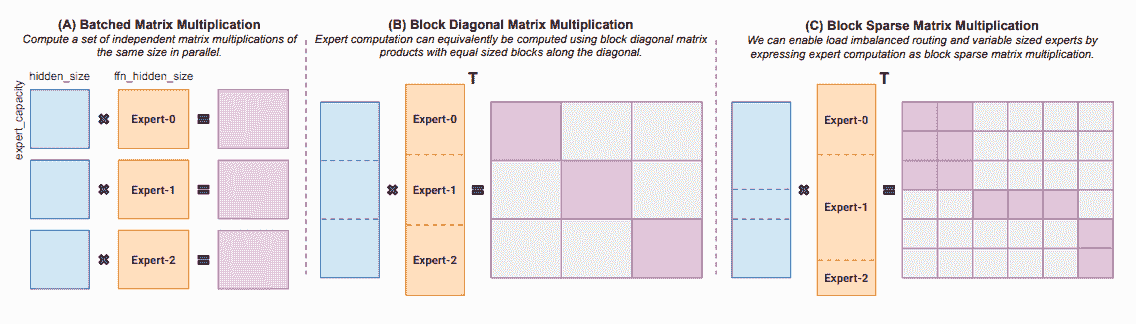 (A) Batched Matrix Multiplication
Compute a set of independent matrix multiplications of
the same size in parallel.
hidden_size
ffn_hidden_size
expert_capacity
Expert-0
Expert-1
Expert-2
(B) Block Diagonal Matrix Multiplication
Expert computation can equivalently be computed using block diagonal matrix
products with equal sized blocks along the diagonal.
T
Expert-0
Expert-1
Expert-2
(C) Block Sparse Matrix Multiplication
We can enable load imbalanced routing and variable sized experts by
expressing expert computation as block sparse matrix multiplication.
T
Expert-0
Expert-1
Expert-2